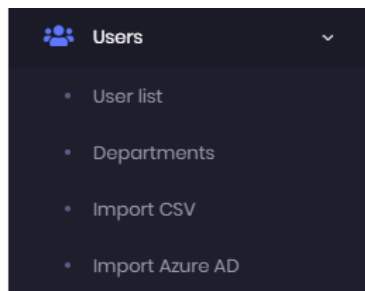 Users
User list
Departments
Import CSV
Import Azure AD